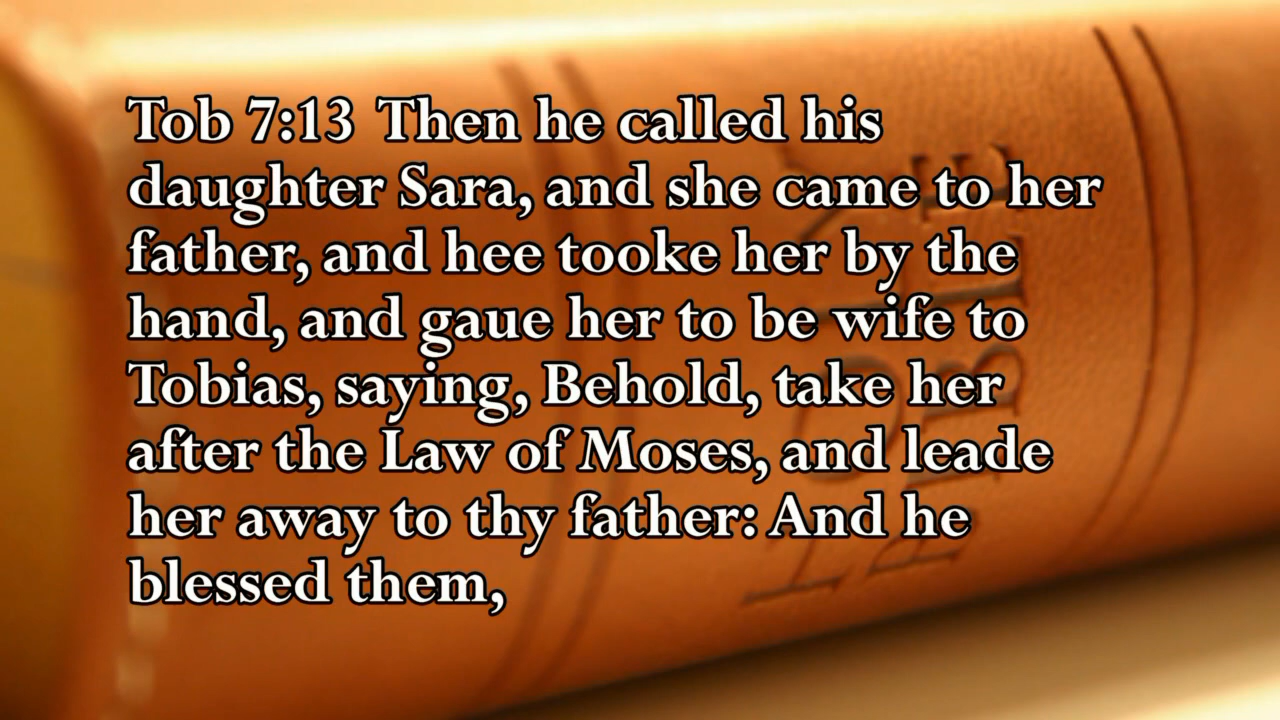 Tob 7:13 Then he called his
daughter Sara, and she came to her
father, and hee tooke her by the
hand, and gaue her to be wife to
Tobias, saying, Behold, take her
after the Law of Moses, and leade
her away to thy father: And he
blessed them,
HOLY
BIBLE